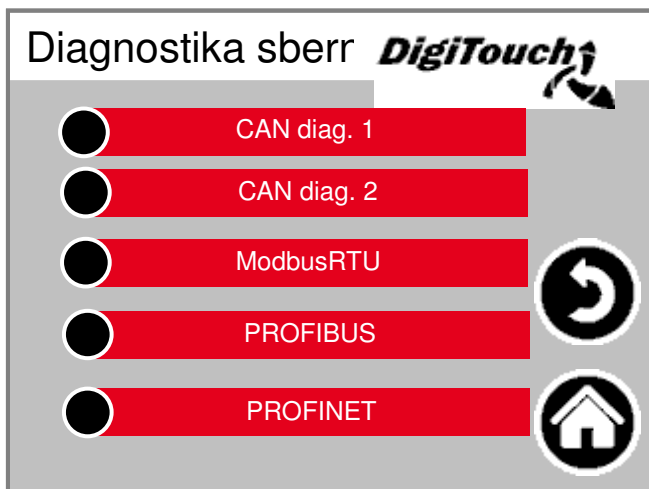 Diagnostika sberr
DigiTouch
CAN diag. 1
CAN diag. 2
ModbusRTU
PROFIBUS
PROFINET